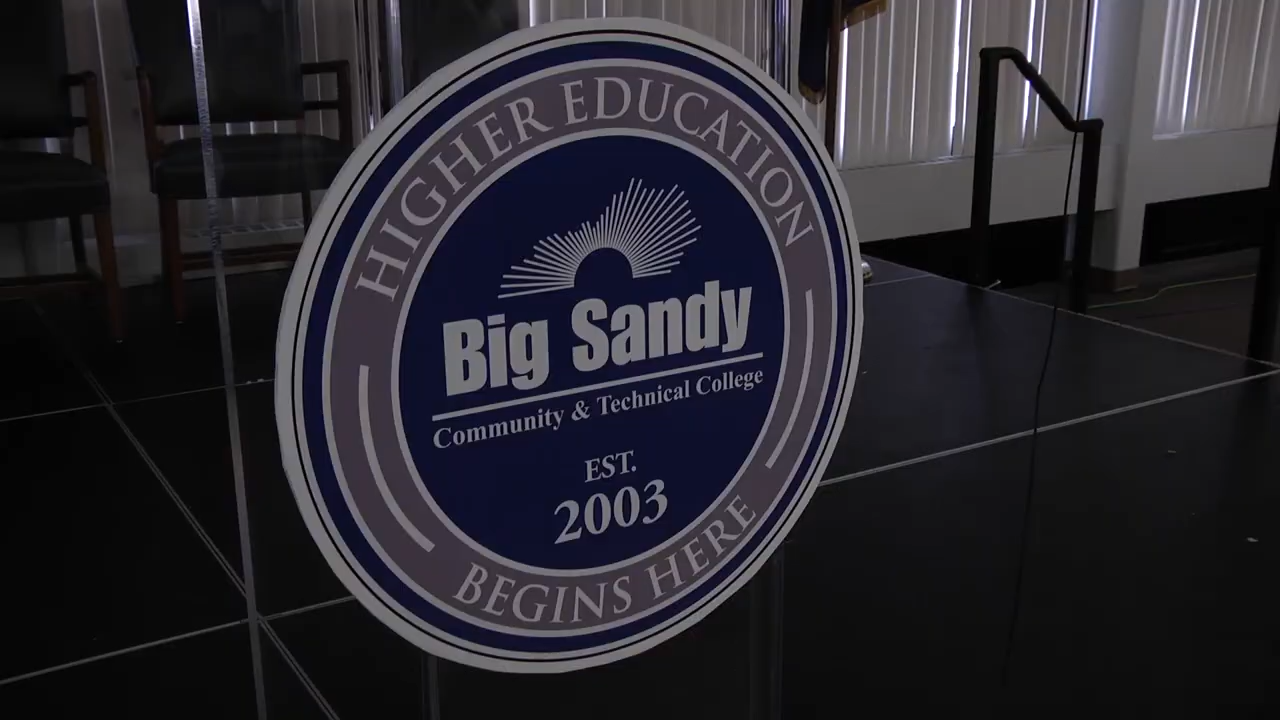 HIGHER EDUCATION
Big Sandy
Community & Technical College
EST.
2003
BEGINS HERE